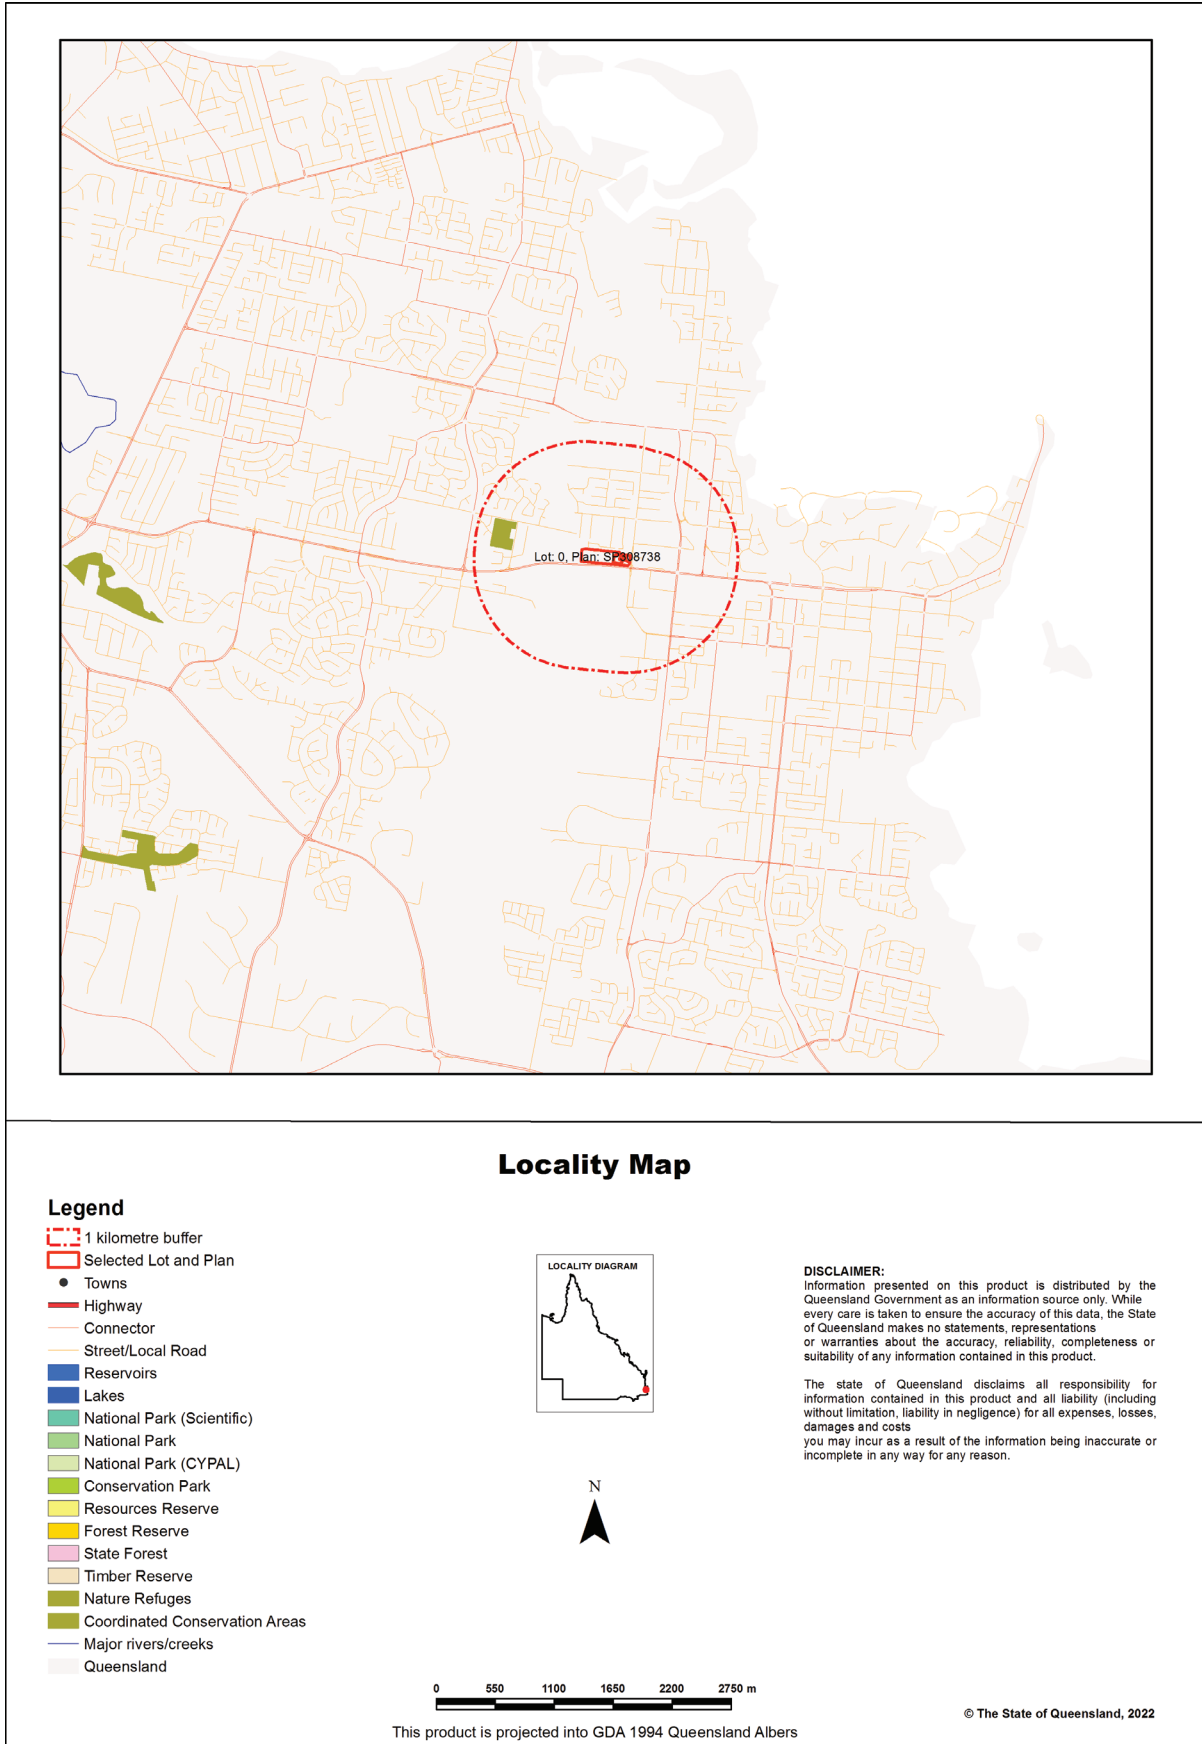 Lot: 0, Plan: SP308738
Locality Map
Legend
1 kilometre buffer
Selected Lot and Plan
Towns
Highway
Connector
Street/Local Road
Reservoirs
Lakes
National Park (Scientific)
National Park
National Park (CYPAL)
Conservation Park
Resources Reserve
Forest Reserve
State Forest
Timber Reserve
Nature Refuges
Coordinated Conservation Areas
Major rivers/creeks
Queensland
LOCALITY DIAGRAM
N
DISCLAIMER:
Information presented on this product is distributed by the
Queensland Government as an information source only. While
every care is taken to ensure the accuracy of this data, the State
of Queensland makes no statements, representations
or warranties about the accuracy, reliability, completeness or
suitability of any information contained in this product.
The state of Queensland disclaims all responsibility for
information contained in this product and all liability (including
without limitation, liability in negligence) for all expenses, losses,
damages and costs
you may incur as a result of the information being inaccurate or
incomplete in any way for any reason.
0 550 1100 1650 2200 2750 m
This product is projected into GDA 1994 Queensland Albers
© The State of Queensland, 2022